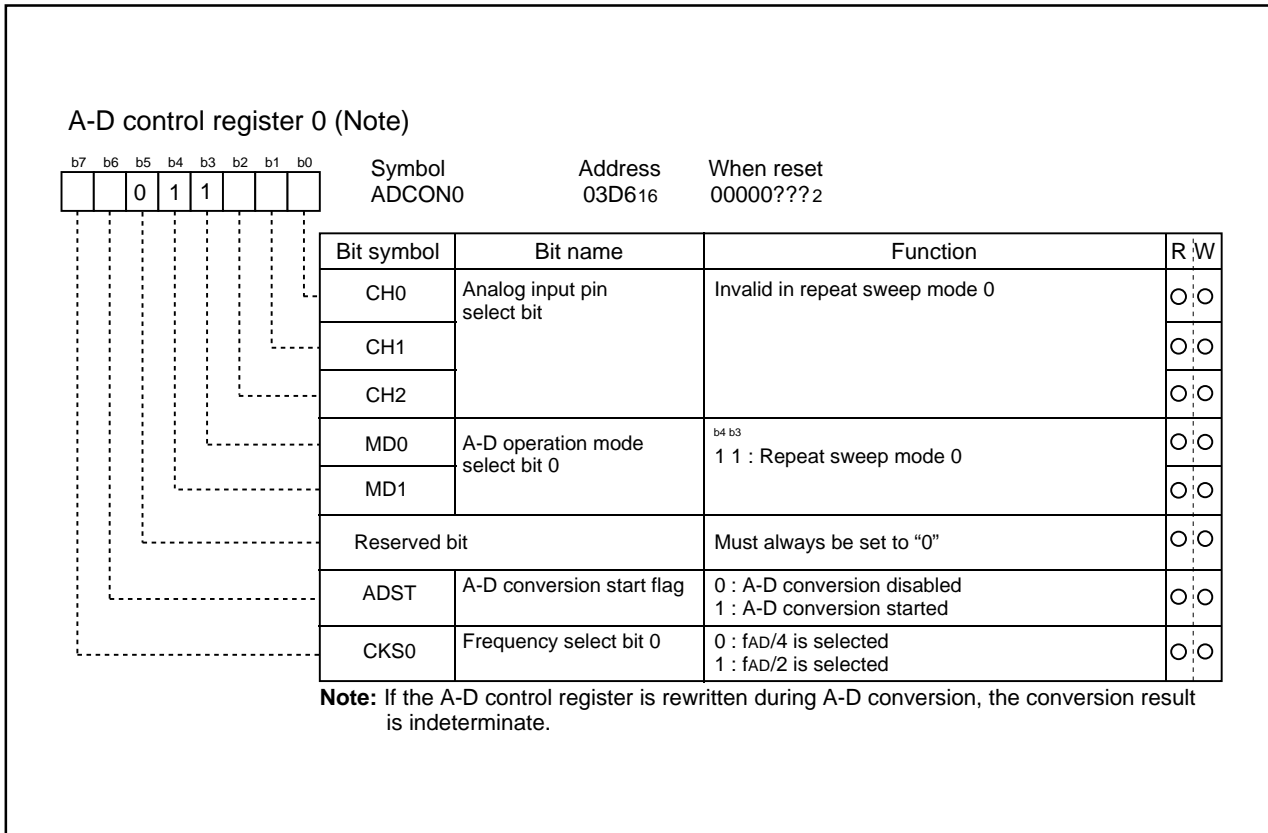 A-D control register 0 (Note)
b7 b6 b5 b4 b3 b2 b1 b0
0 1 1
Symbol Address When reset
ADCON0 03D616 00000???2
Bit symbol Bit name Function R W
CH0 Analog input pin select bit Invalid in repeat sweep mode 0
CH1
CH2
MD0 A-D operation mode select bit 0
b4 b3
1 1 : Repeat sweep mode 0
MD1
Reserved bit Must always be set to “0”
ADST A-D conversion start flag 0 : A-D conversion disabled
1 : A-D conversion started
CKS0 Frequency select bit 0 0 : fAD/4 is selected
1 : fAD/2 is selected
Note: If the A-D control register is rewritten during A-D conversion, the conversion result
is indeterminate.